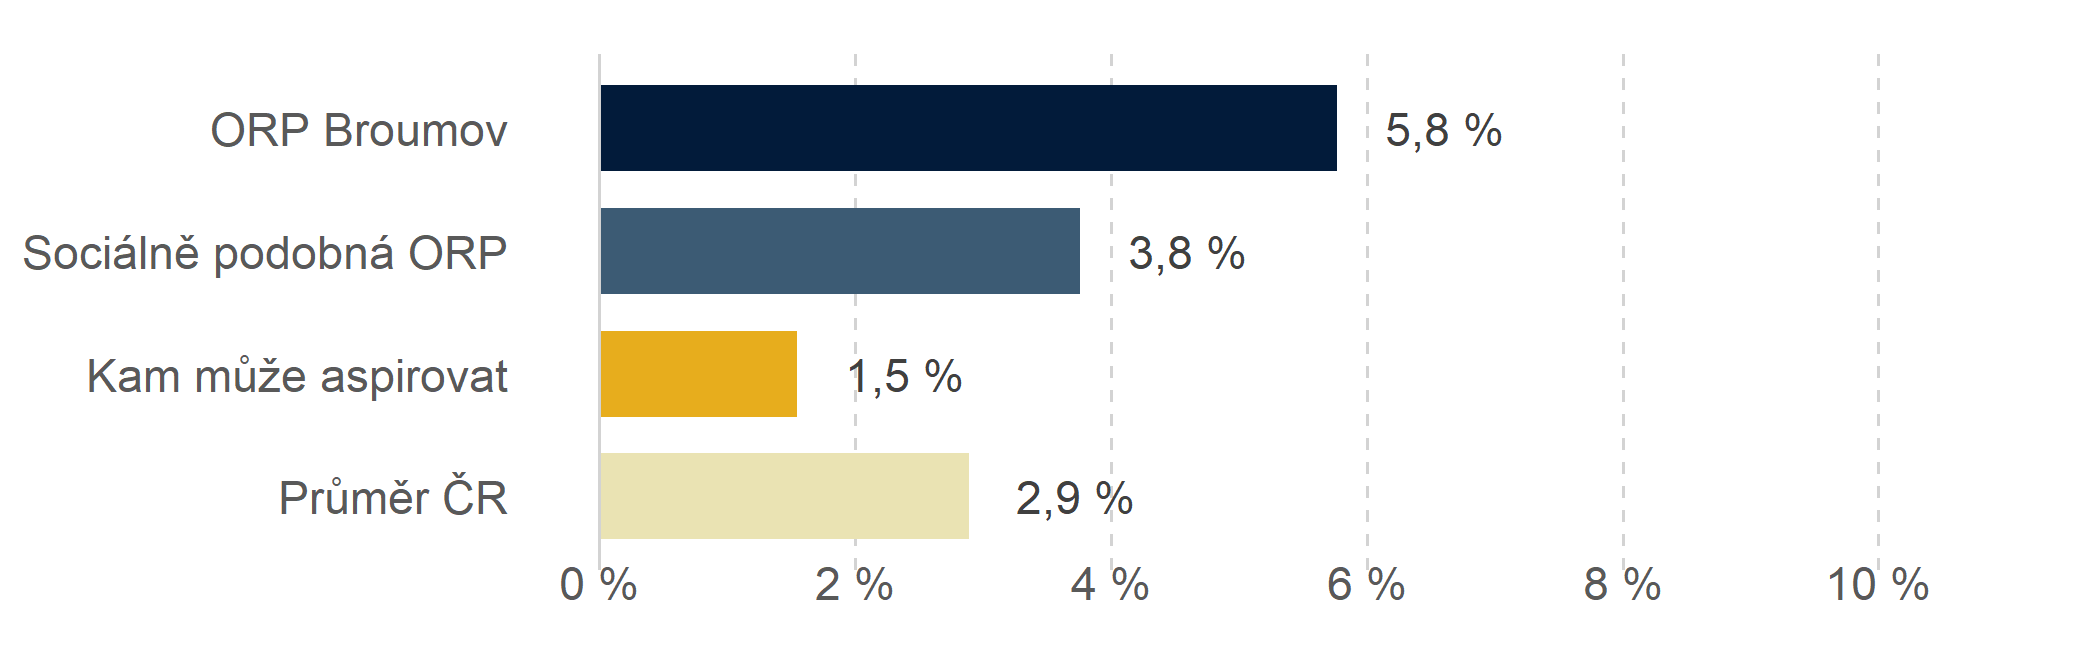 ORP Broumov 5,8 %
Sociálně podobná ORP 3,8 %
Kam může aspirovat 1,5 %
Průměr ČR 2,9 %
0 % 2 % 4 % 6 % 8 % 10 %